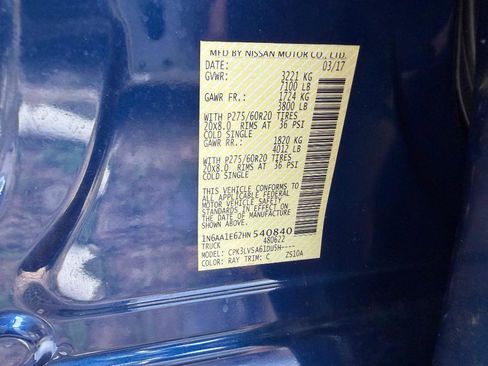 MFD BY NISSAN MOTOR CO., LTD.
DATE: 03/17
GVWR: 3221 KG
7100 LB
GAWR FR.: 1724 KG
3800 LB
WITH P275/60R20 TIRES
20X8.0 RIMS AT 36 PSI
COLD SINGLE
GAWR RR.: 1820 KG
4012 LB
WITH P275/60R20 TIRES
20X8.0 RIMS AT 36 PSI
COLD SINGLE
THIS VEHICLE CONFORMS TO
ALL APPLICABLE FEDERAL
MOTOR VEHICLE SAFETY
STANDARDS IN EFFECT ON
THE DATE OF MANUFACTURE
SHOWN ABOVE.
1N6AA1E62HN540840
TRUCK 480622
MODEL: CPK3LVSA61DU5H----
COLOR: RAY TRIM: C 2S10A